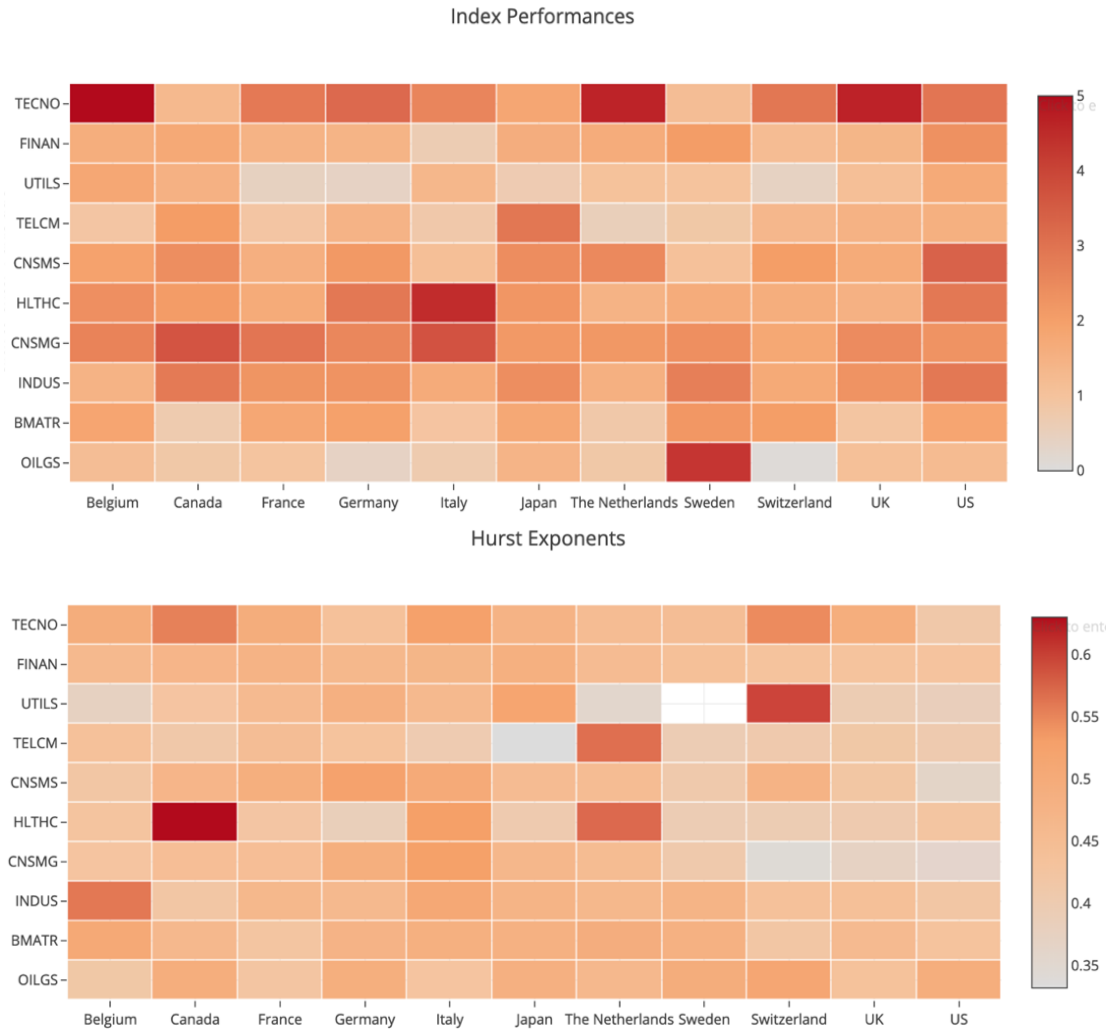 Index Performances
TECNO
FINAN
UTILS
TELCM
CNSMS
HLTHC
CNSMG
INDUS
BMATR
OILGS
Belgium Canada France Germany Italy Japan The Netherlands Sweden Switzerland UK US
5
to e
4
3
2
1
0
Hurst Exponents
TECNO
FINAN
UTILS
TELCM
CNSMS
HLTHC
CNSMG
INDUS
BMATR
OILGS
Belgium Canada France Germany Italy Japan The Netherlands Sweden Switzerland UK US
to ente
0.6
0.55
0.5
0.45
0.4
0.35